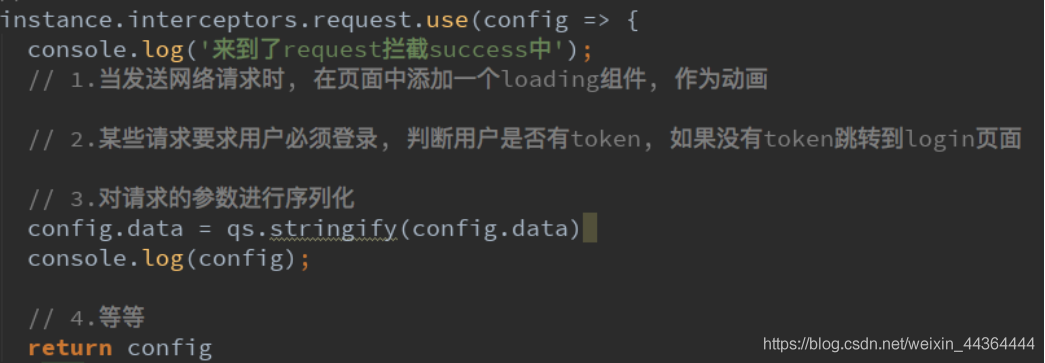 instance.interceptors.request.use(config => {
console.log('来到了request拦截success中');
// 1.当发送网络请求时, 在页面中添加一个loading组件, 作为动画
// 2.某些请求要求用户必须登录, 判断用户是否有token, 如果没有token跳转到login页面
// 3.对请求的参数进行序列化
config.data = qs.stringify(config.data)
console.log(config);
// 4.等等
return config
https://blog.csdn.net/weixin_44364444